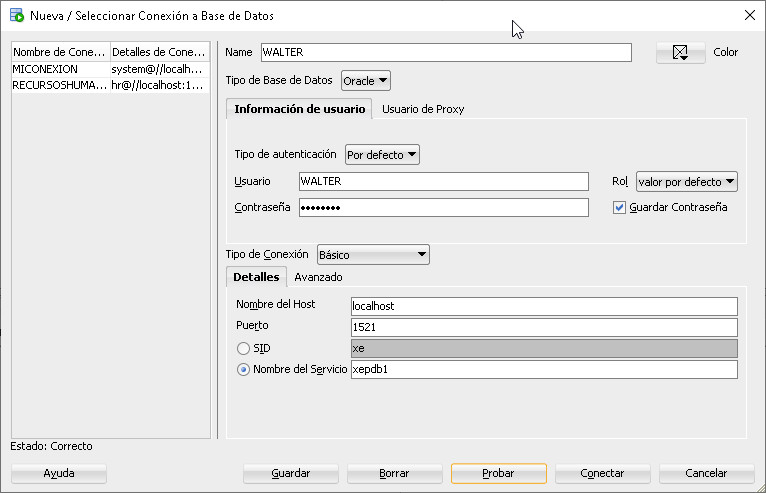 Nueva / Seleccionar Conexión a Base de Datos
Nombre de Cone... Detalles de Cone...
MICONEXION system@//localh...
RECURSOSHUMA... hr@//localhost:1...
Name WALTER Color
Tipo de Base de Datos Oracle
Información de usuario Usuario de Proxy
Tipo de autenticación Por defecto
Usuario WALTER Rol valor por defecto
Contraseña •••••••• Guardar Contraseña
Tipo de Conexión Básico
Detalles Avanzado
Nombre del Host localhost
Puerto 1521
SID xe
Nombre del Servicio xepdb1
Estado: Correcto
Ayuda Guardar Borrar Probar Conectar Cancelar